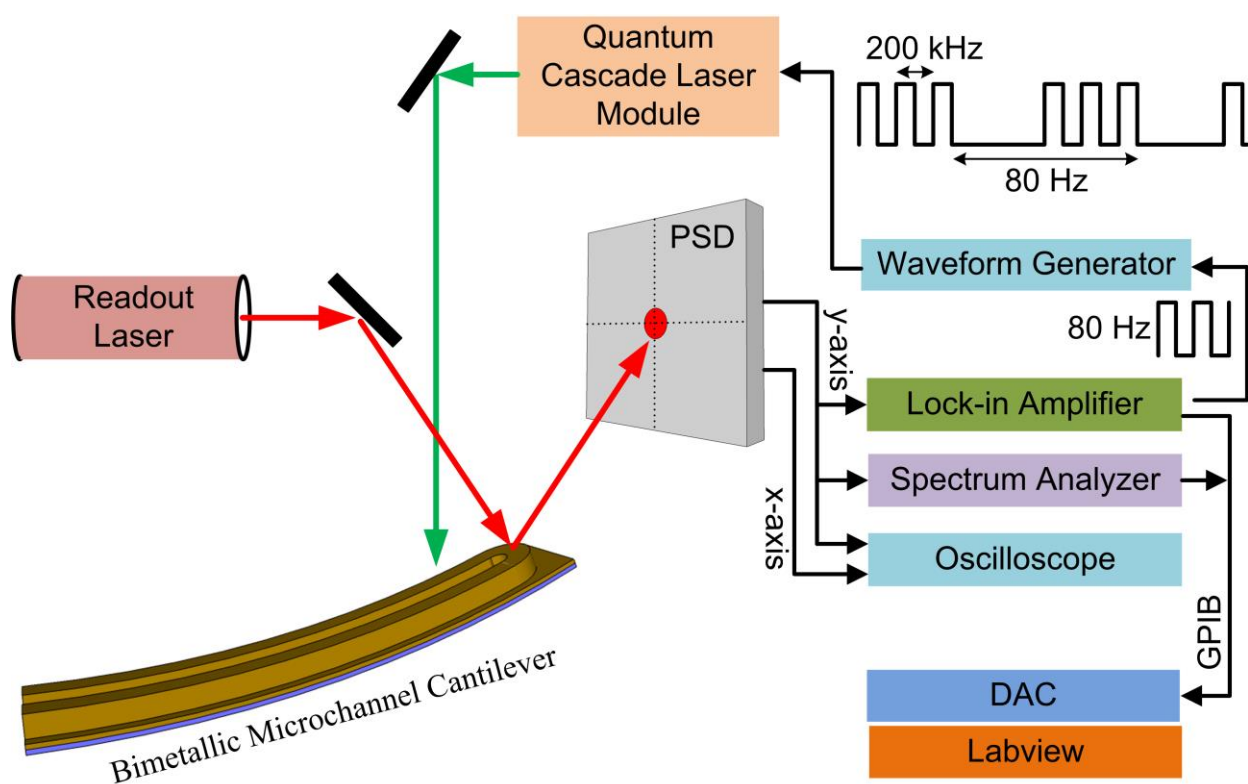 Quantum
Cascade Laser
Module
200 kHz
80 Hz
PSD
Waveform Generator
Readout
Laser
80 Hz
y-axis
Lock-in Amplifier
Spectrum Analyzer
x-axis
Oscilloscope
GPIB
Bimetallic Microchannel Cantilever
DAC
Labview